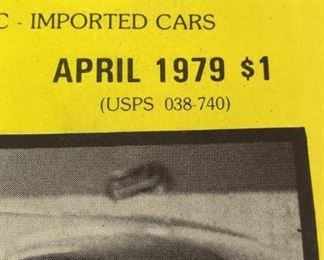 C - IMPORTED CARS
APRIL 1979 $1
(USPS 038-740)